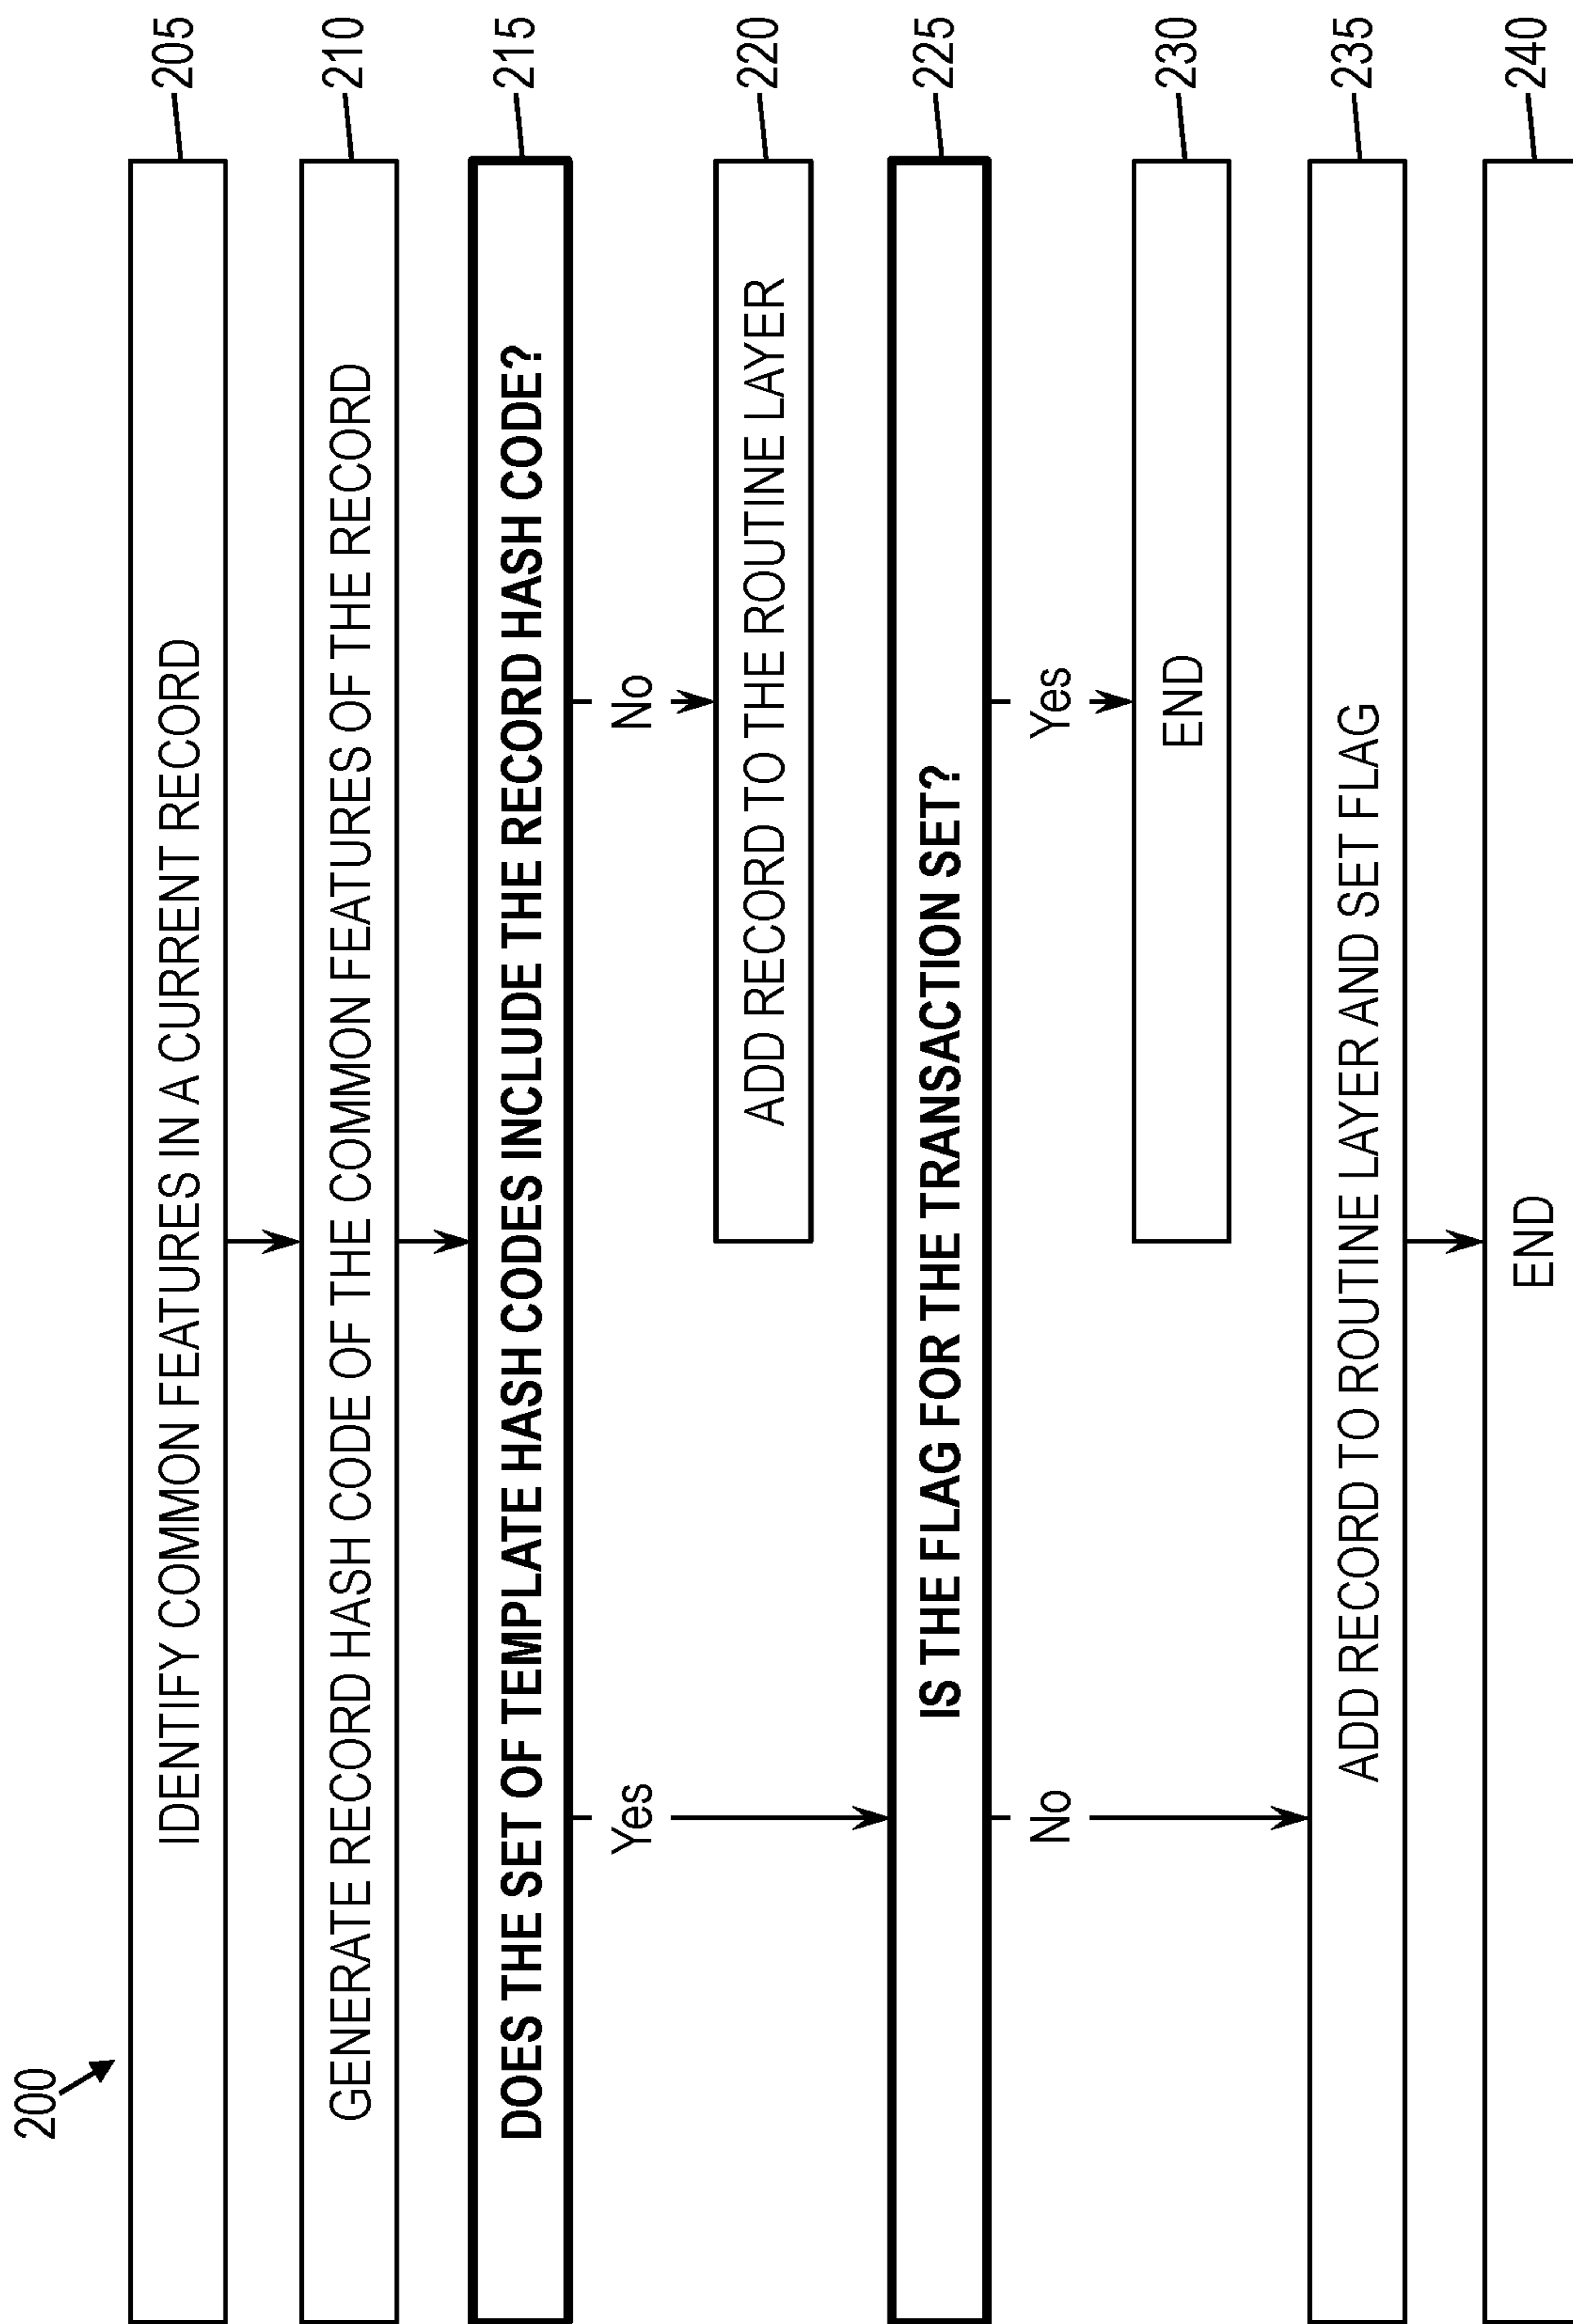 200
IDENTIFY COMMON FEATURES IN A CURRENT RECORD
205
GENERATE RECORD HASH CODE OF THE COMMON FEATURES OF THE RECORD
210
DOES THE SET OF TEMPLATE HASH CODES INCLUDE THE RECORD HASH CODE?
215
Yes
No
ADD RECORD TO THE ROUTINE LAYER
220
IS THE FLAG FOR THE TRANSACTION SET?
225
No
Yes
END
230
ADD RECORD TO ROUTINE LAYER AND SET FLAG
235
END
240